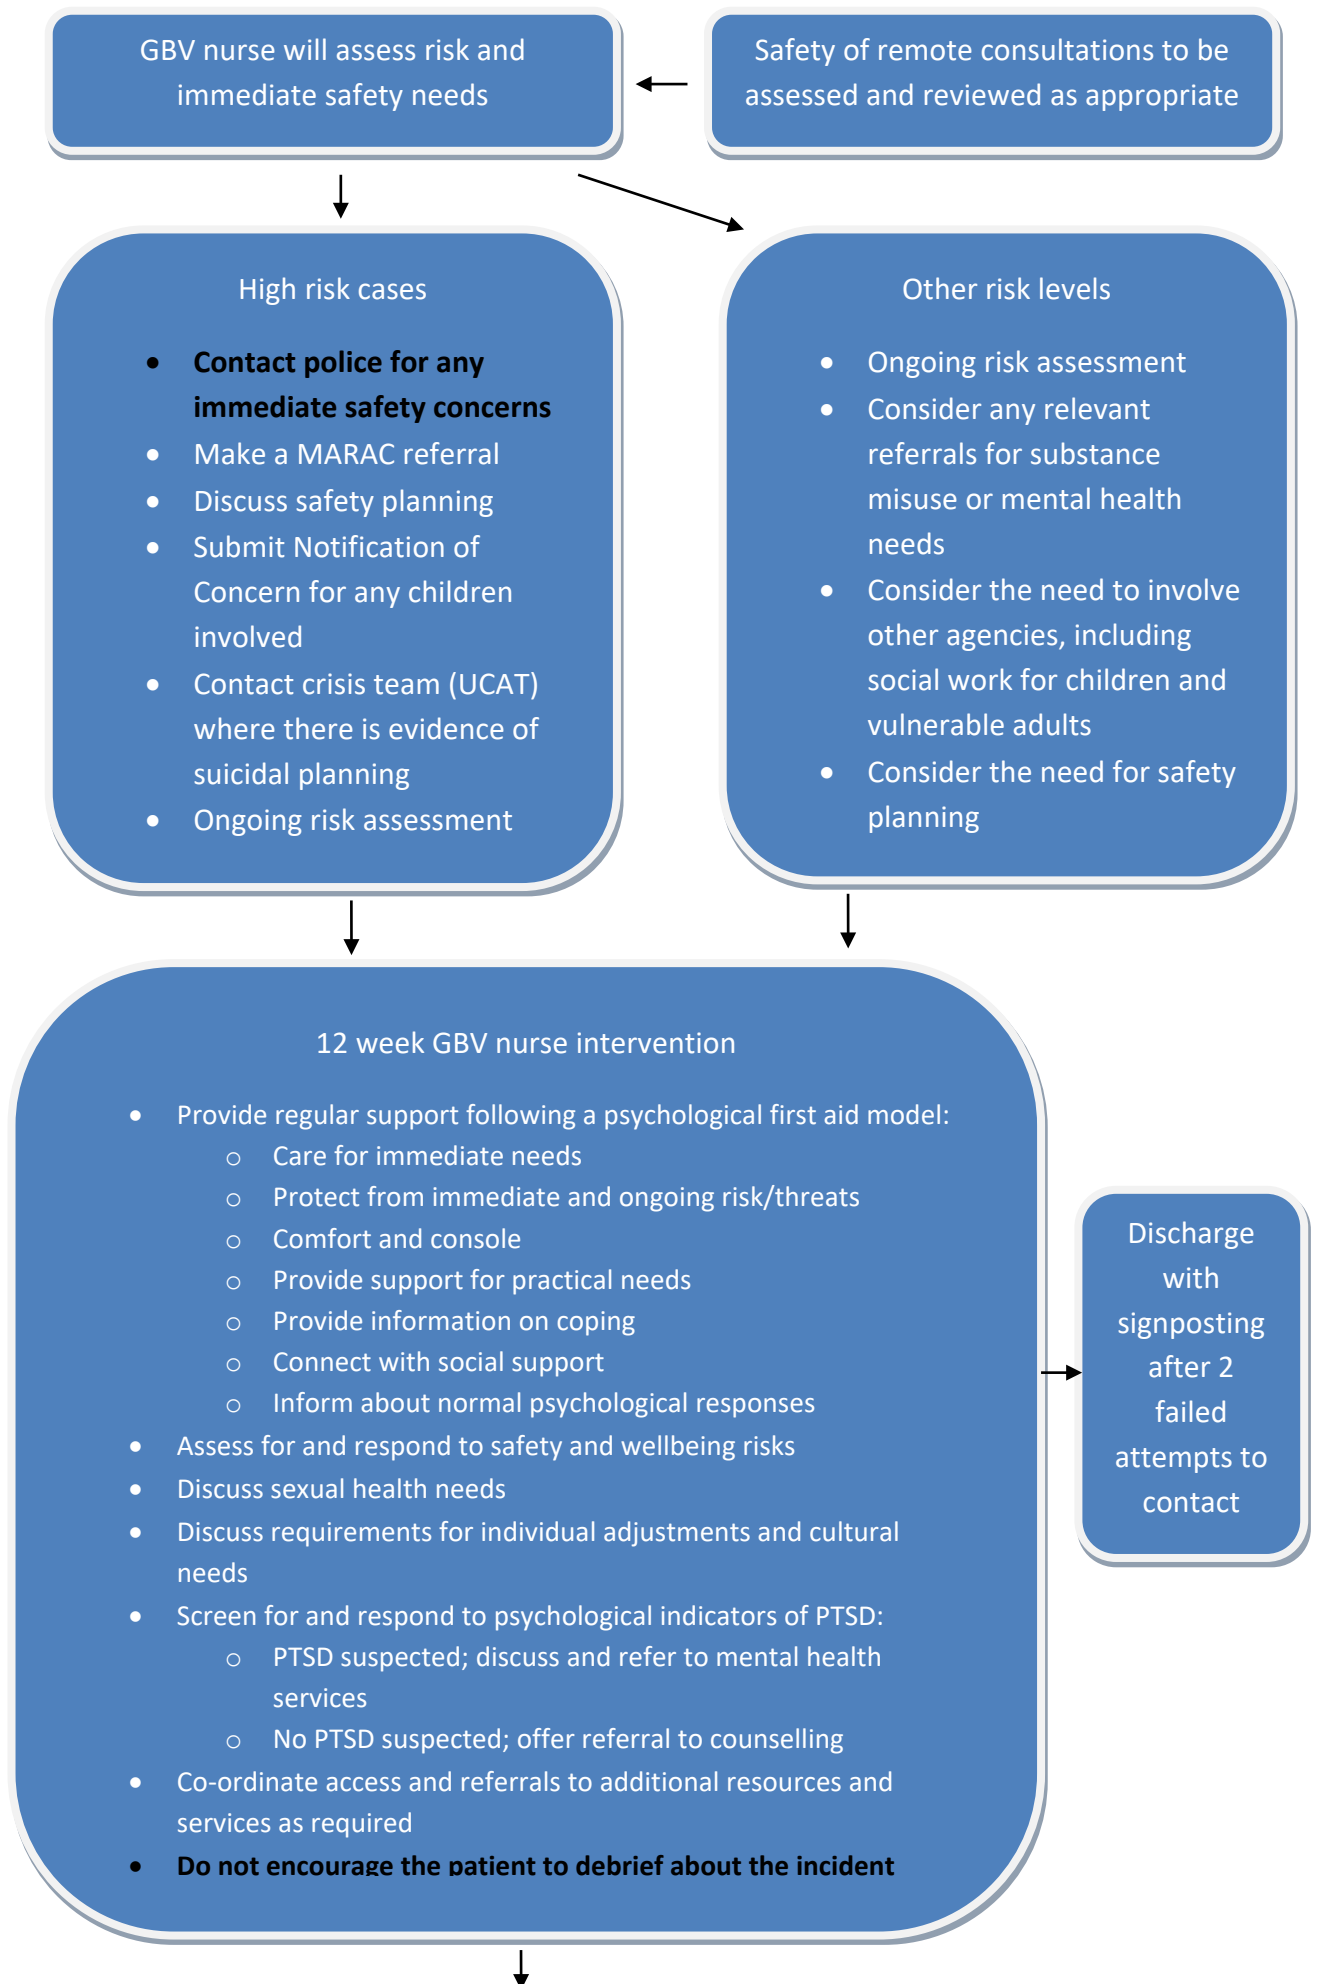 GBV nurse will assess risk and
immediate safety needs
Safety of remote consultations to be
assessed and reviewed as appropriate
High risk cases
• Contact police for any
immediate safety concerns
• Make a MARAC referral
• Discuss safety planning
• Submit Notification of
Concern for any children
involved
• Contact crisis team (UCAT)
where there is evidence of
suicidal planning
• Ongoing risk assessment
Other risk levels
• Ongoing risk assessment
• Consider any relevant
referrals for substance
misuse or mental health
needs
• Consider the need to involve
other agencies, including
social work for children and
vulnerable adults
• Consider the need for safety
planning
12 week GBV nurse intervention
• Provide regular support following a psychological first aid model:
o Care for immediate needs
o Protect from immediate and ongoing risk/threats
o Comfort and console
o Provide support for practical needs
o Provide information on coping
o Connect with social support
o Inform about normal psychological responses
• Assess for and respond to safety and wellbeing risks
• Discuss sexual health needs
• Discuss requirements for individual adjustments and cultural
needs
• Screen for and respond to psychological indicators of PTSD:
o PTSD suspected; discuss and refer to mental health
services
o No PTSD suspected; offer referral to counselling
• Co-ordinate access and referrals to additional resources and
services as required
• Do not encourage the patient to debrief about the incident
Discharge
with
signposting
after 2
failed
attempts to
contact